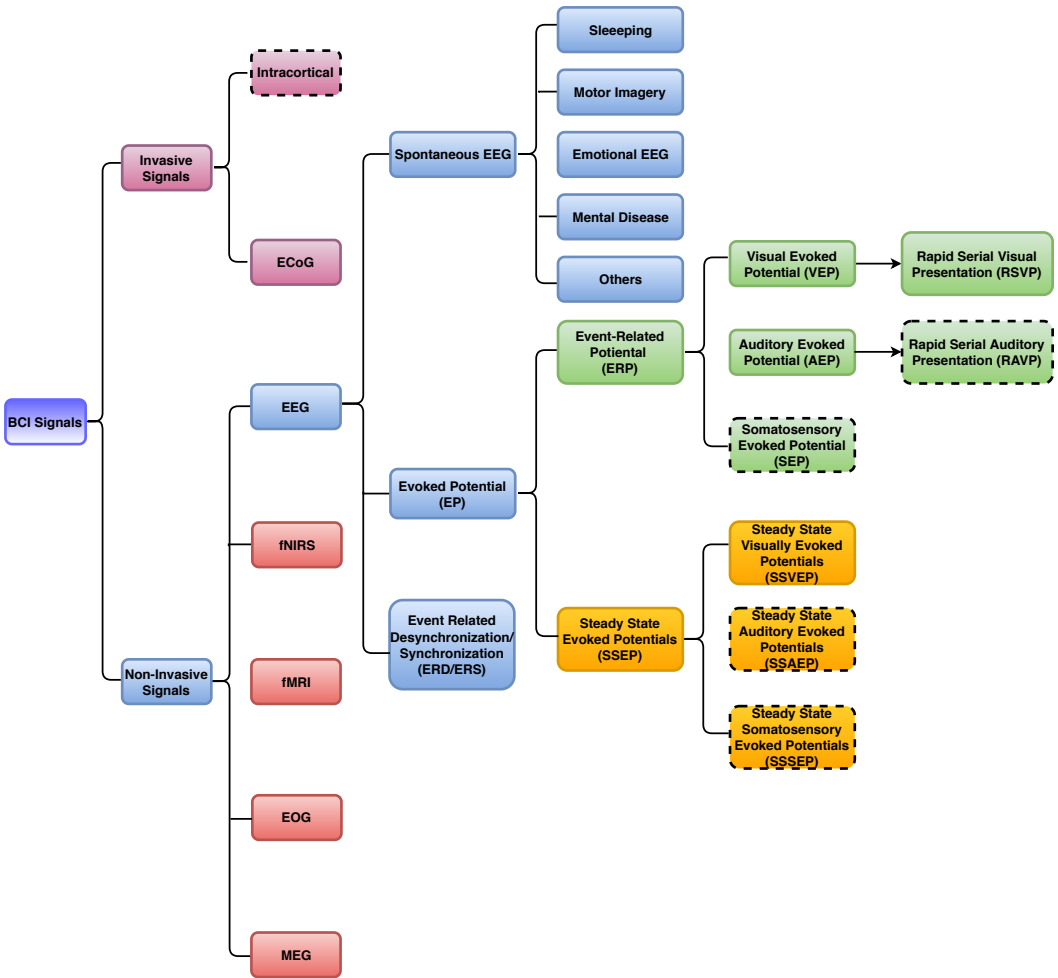 BCI Signals
Invasive
Signals
Intracortical
ECoG
Non-Invasive
Signals
EEG
fNIRS
fMRI
EOG
MEG
Spontaneous EEG
Sleeeping
Motor Imagery
Emotional EEG
Mental Disease
Others
Evoked Potential
(EP)
Event-Related
Potiental
(ERP)
Visual Evoked
Potential (VEP)
Rapid Serial Visual
Presentation (RSVP)
Auditory Evoked
Potential (AEP)
Rapid Serial Auditory
Presentation (RAVP)
Somatosensory
Evoked Potential
(SEP)
Steady State
Evoked Potentials
(SSEP)
Steady State
Visually Evoked
Potentials
(SSVEP)
Steady State
Auditory Evoked
Potentials
(SSAEP)
Steady State
Somatosensory
Evoked Potentials
(SSSEP)
Event Related
Desynchronization/
Synchronization
(ERD/ERS)